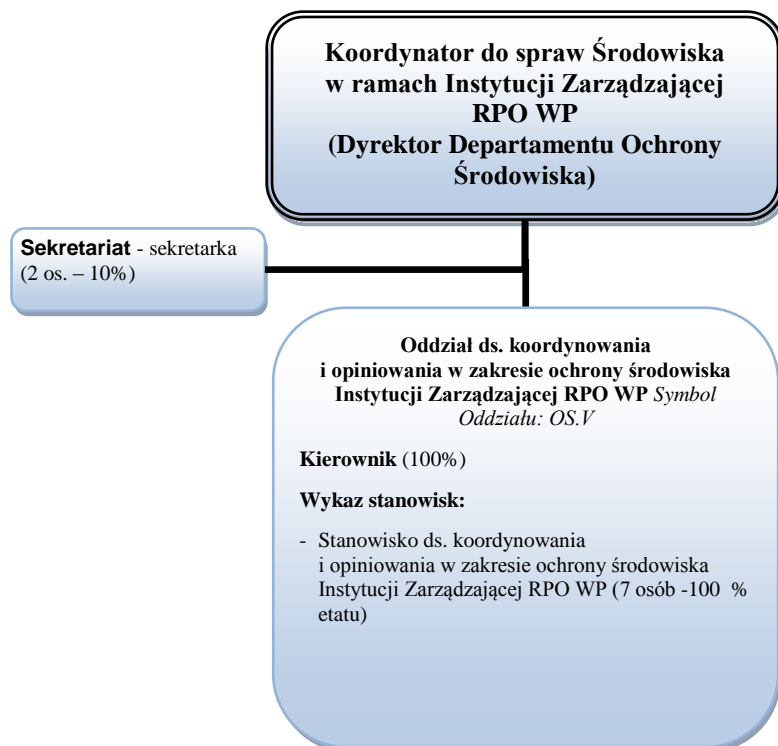 Koordynator do spraw Środowiska
w ramach Instytucji Zarządzającej
RPO WP
(Dyrektor Departamentu Ochrony
Środowiska)
Sekretariat - sekretarka
(2 os. – 10%)
Oddział ds. koordynowania
i opiniowania w zakresie ochrony środowiska
Instytucji Zarządzającej RPO WP Symbol
Oddziału: OS.V
Kierownik (100%)
Wykaz stanowisk:
- Stanowisko ds. koordynowania
i opiniowania w zakresie ochrony środowiska
Instytucji Zarządzającej RPO WP (7 osób -100 %
etatu)